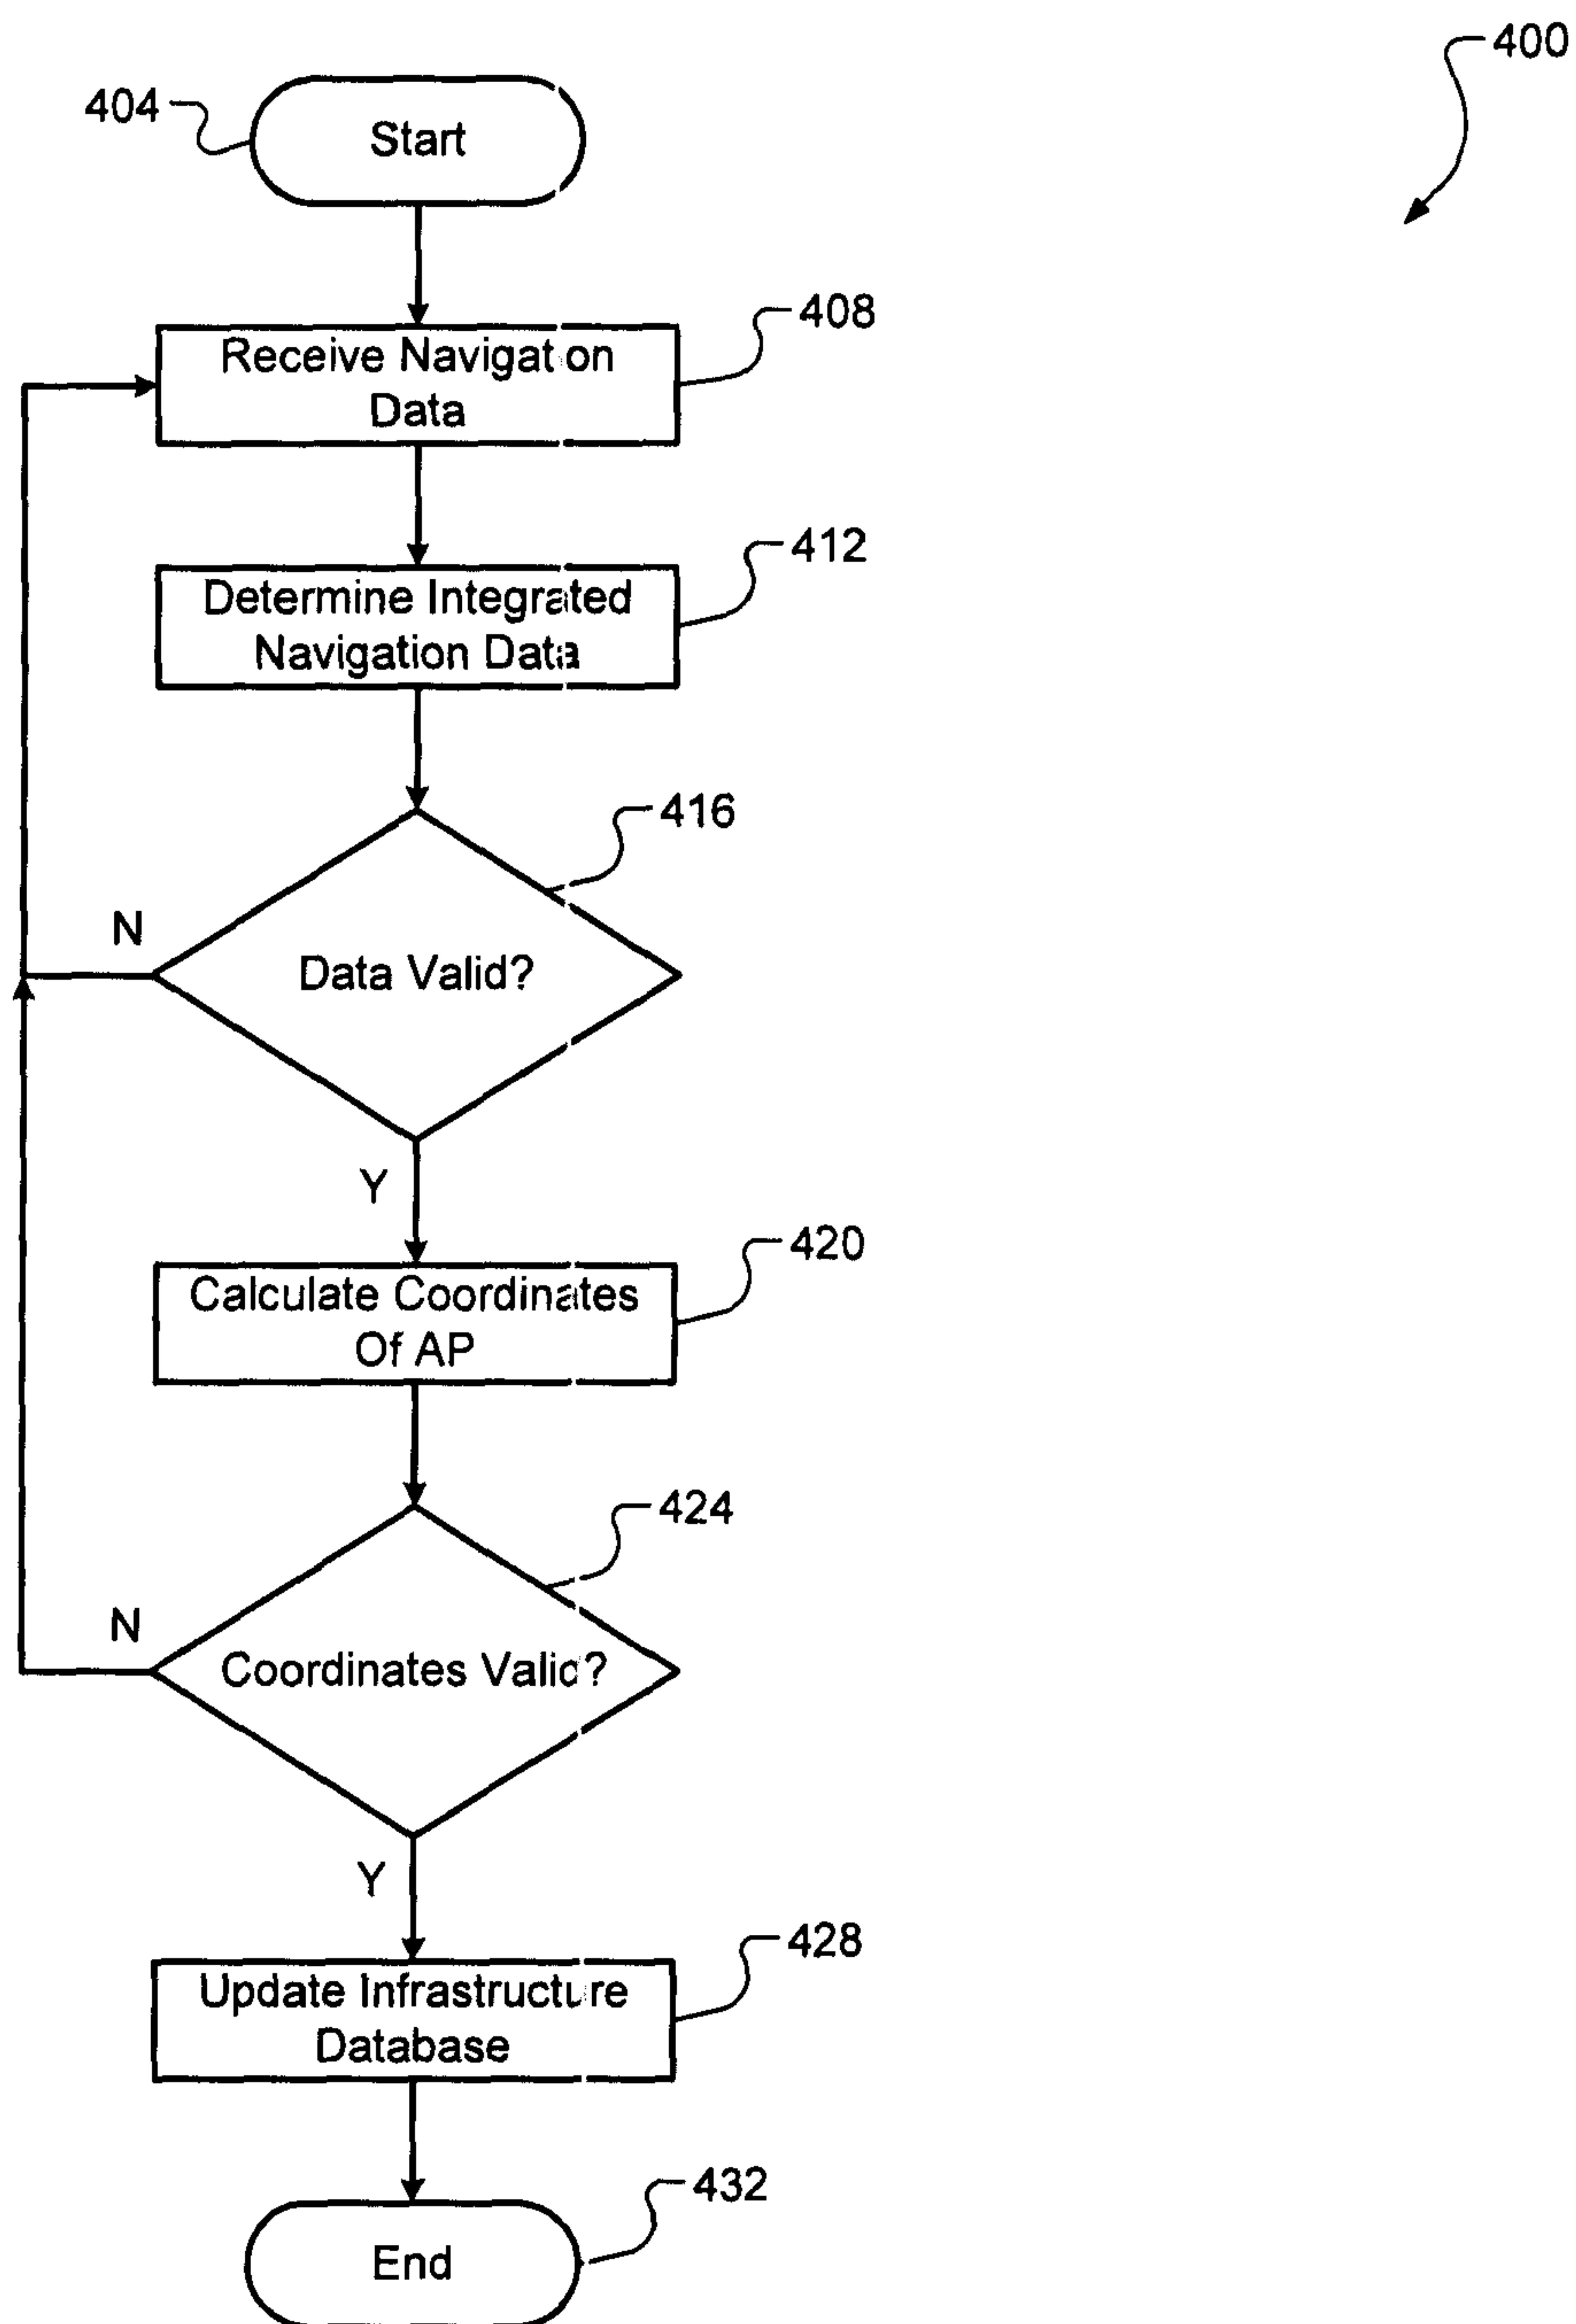 400
404
Start
408
Receive Navigation
Data
412
Determine Integrated
Navigation Data
416
N
Data Valid?
Y
420
Calculate Coordinates
Of AP
424
N
Coordinates Valid?
Y
428
Update Infrastructure
Database
432
End